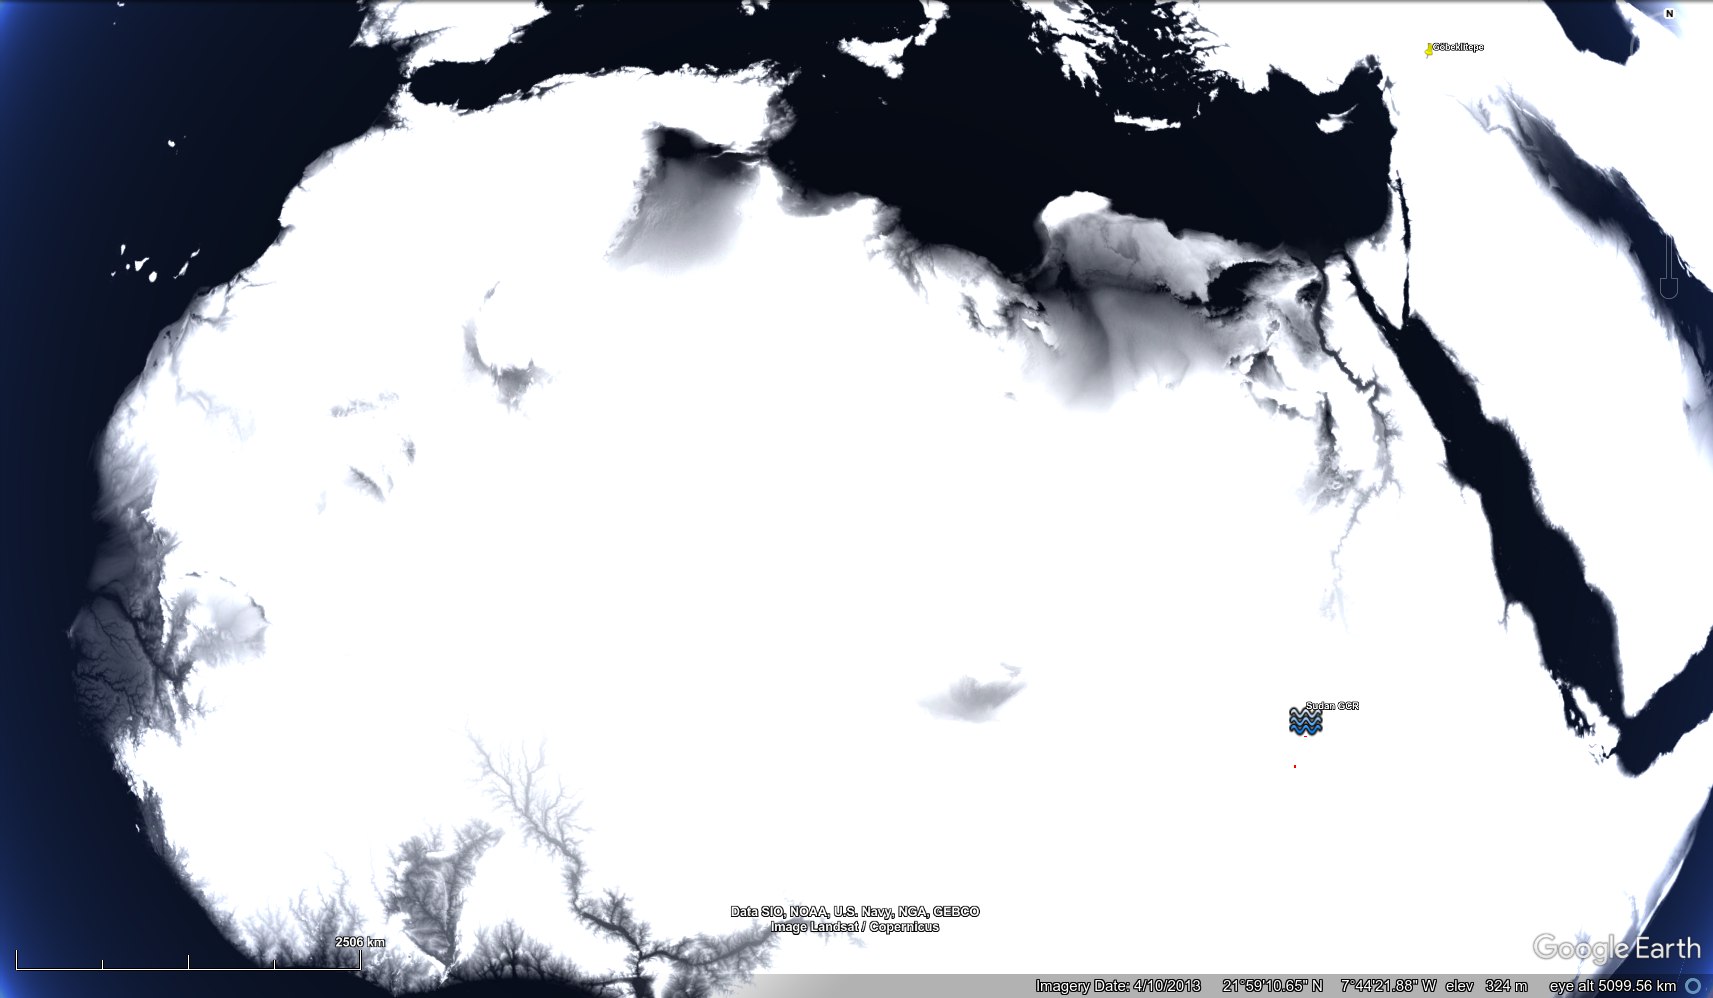 N
Göbeklitepe
Sudan GCR
Data SIO, NOAA, U.S. Navy, NGA, GEBCO
Image Landsat / Copernicus
2506 km
Google Earth
Imagery Date: 4/10/2013 21°59'10.65" N 7°44'21.88" W elev 324 m eye alt 5099.56 km